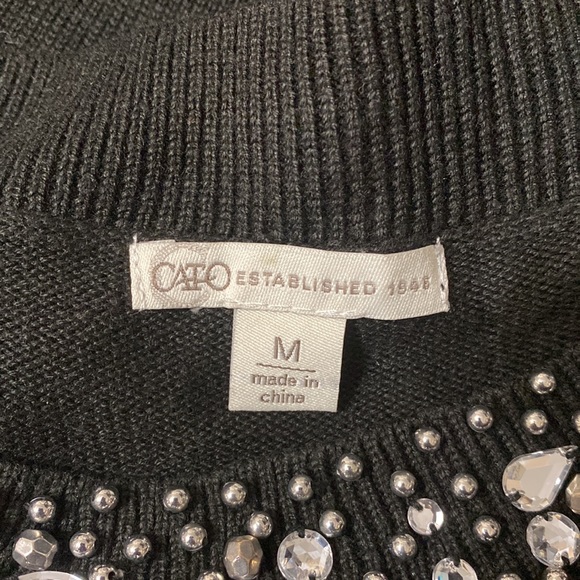 CATO ESTABLISHED 1946
M
made in
china